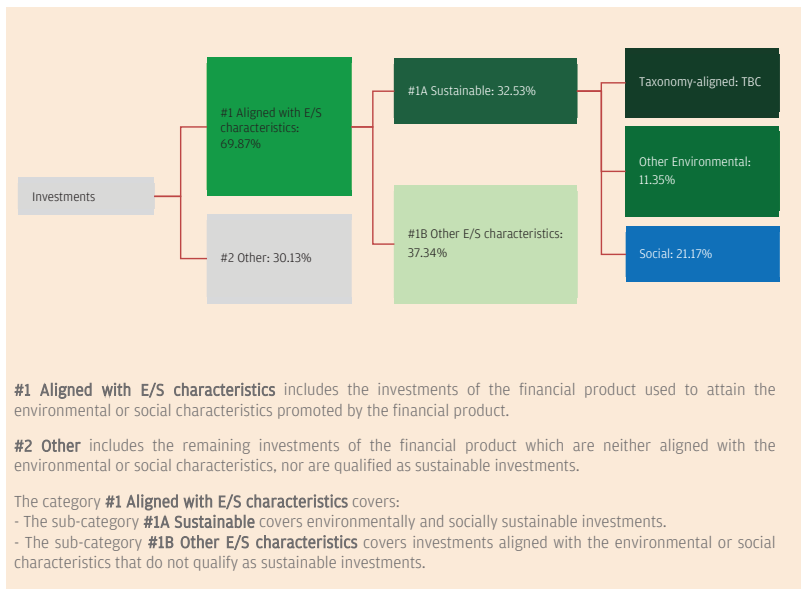 Investments
#1 Aligned with E/S
characteristics:
69.87%
#2 Other: 30.13%
#1A Sustainable: 32.53%
#1B Other E/S characteristics:
37.34%
Taxonomy-aligned: TBC
Other Environmental:
11.35%
Social: 21.17%
#1 Aligned with E/S characteristics includes the investments of the financial product used to attain the
environmental or social characteristics promoted by the financial product.
#2 Other includes the remaining investments of the financial product which are neither aligned with the
environmental or social characteristics, nor are qualified as sustainable investments.
The category #1 Aligned with E/S characteristics covers:
- The sub-category #1A Sustainable covers environmentally and socially sustainable investments.
- The sub-category #1B Other E/S characteristics covers investments aligned with the environmental or social
characteristics that do not qualify as sustainable investments.